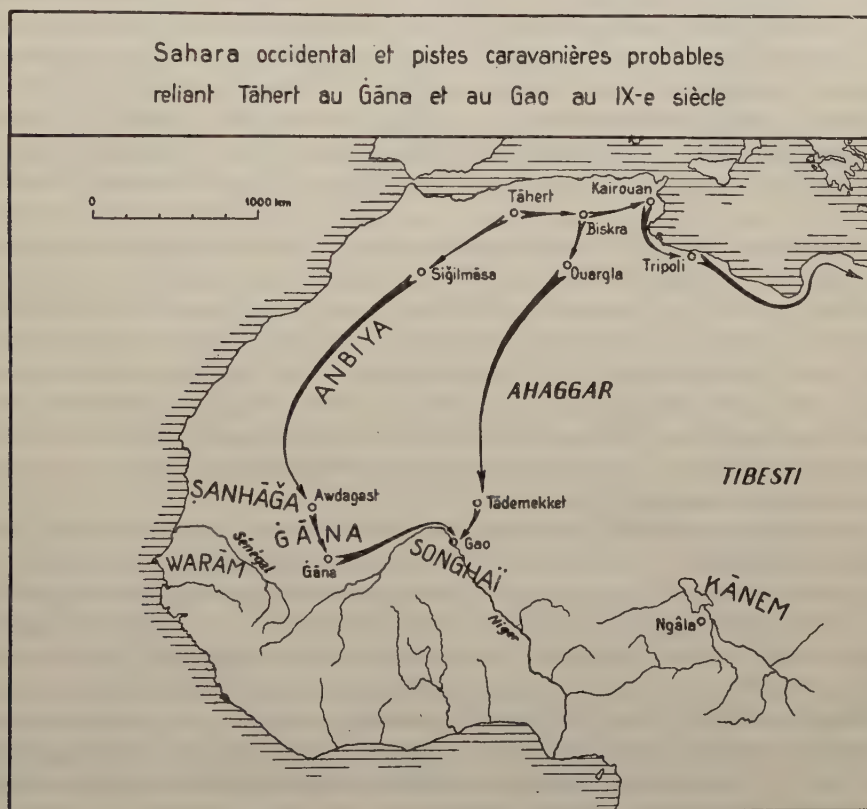 Sahara occidental et pistes caravanières probables
reliant Tāhert au Ġāna et au Gao au IX-e siècle
0 1000 km
Kairouan
Tāhert
Biskra
Siğilmāsa
Ouargla
Tripoli
ANBIYA
AHAGGAR
TIBESTI
ṢANHĀǦA
Awdagast
Tādemekket
ĠĀNA
Sénégal
Gao
WARĀM
Ġāna
SONGHAÏ
KĀNEM
Niger
Ngâla